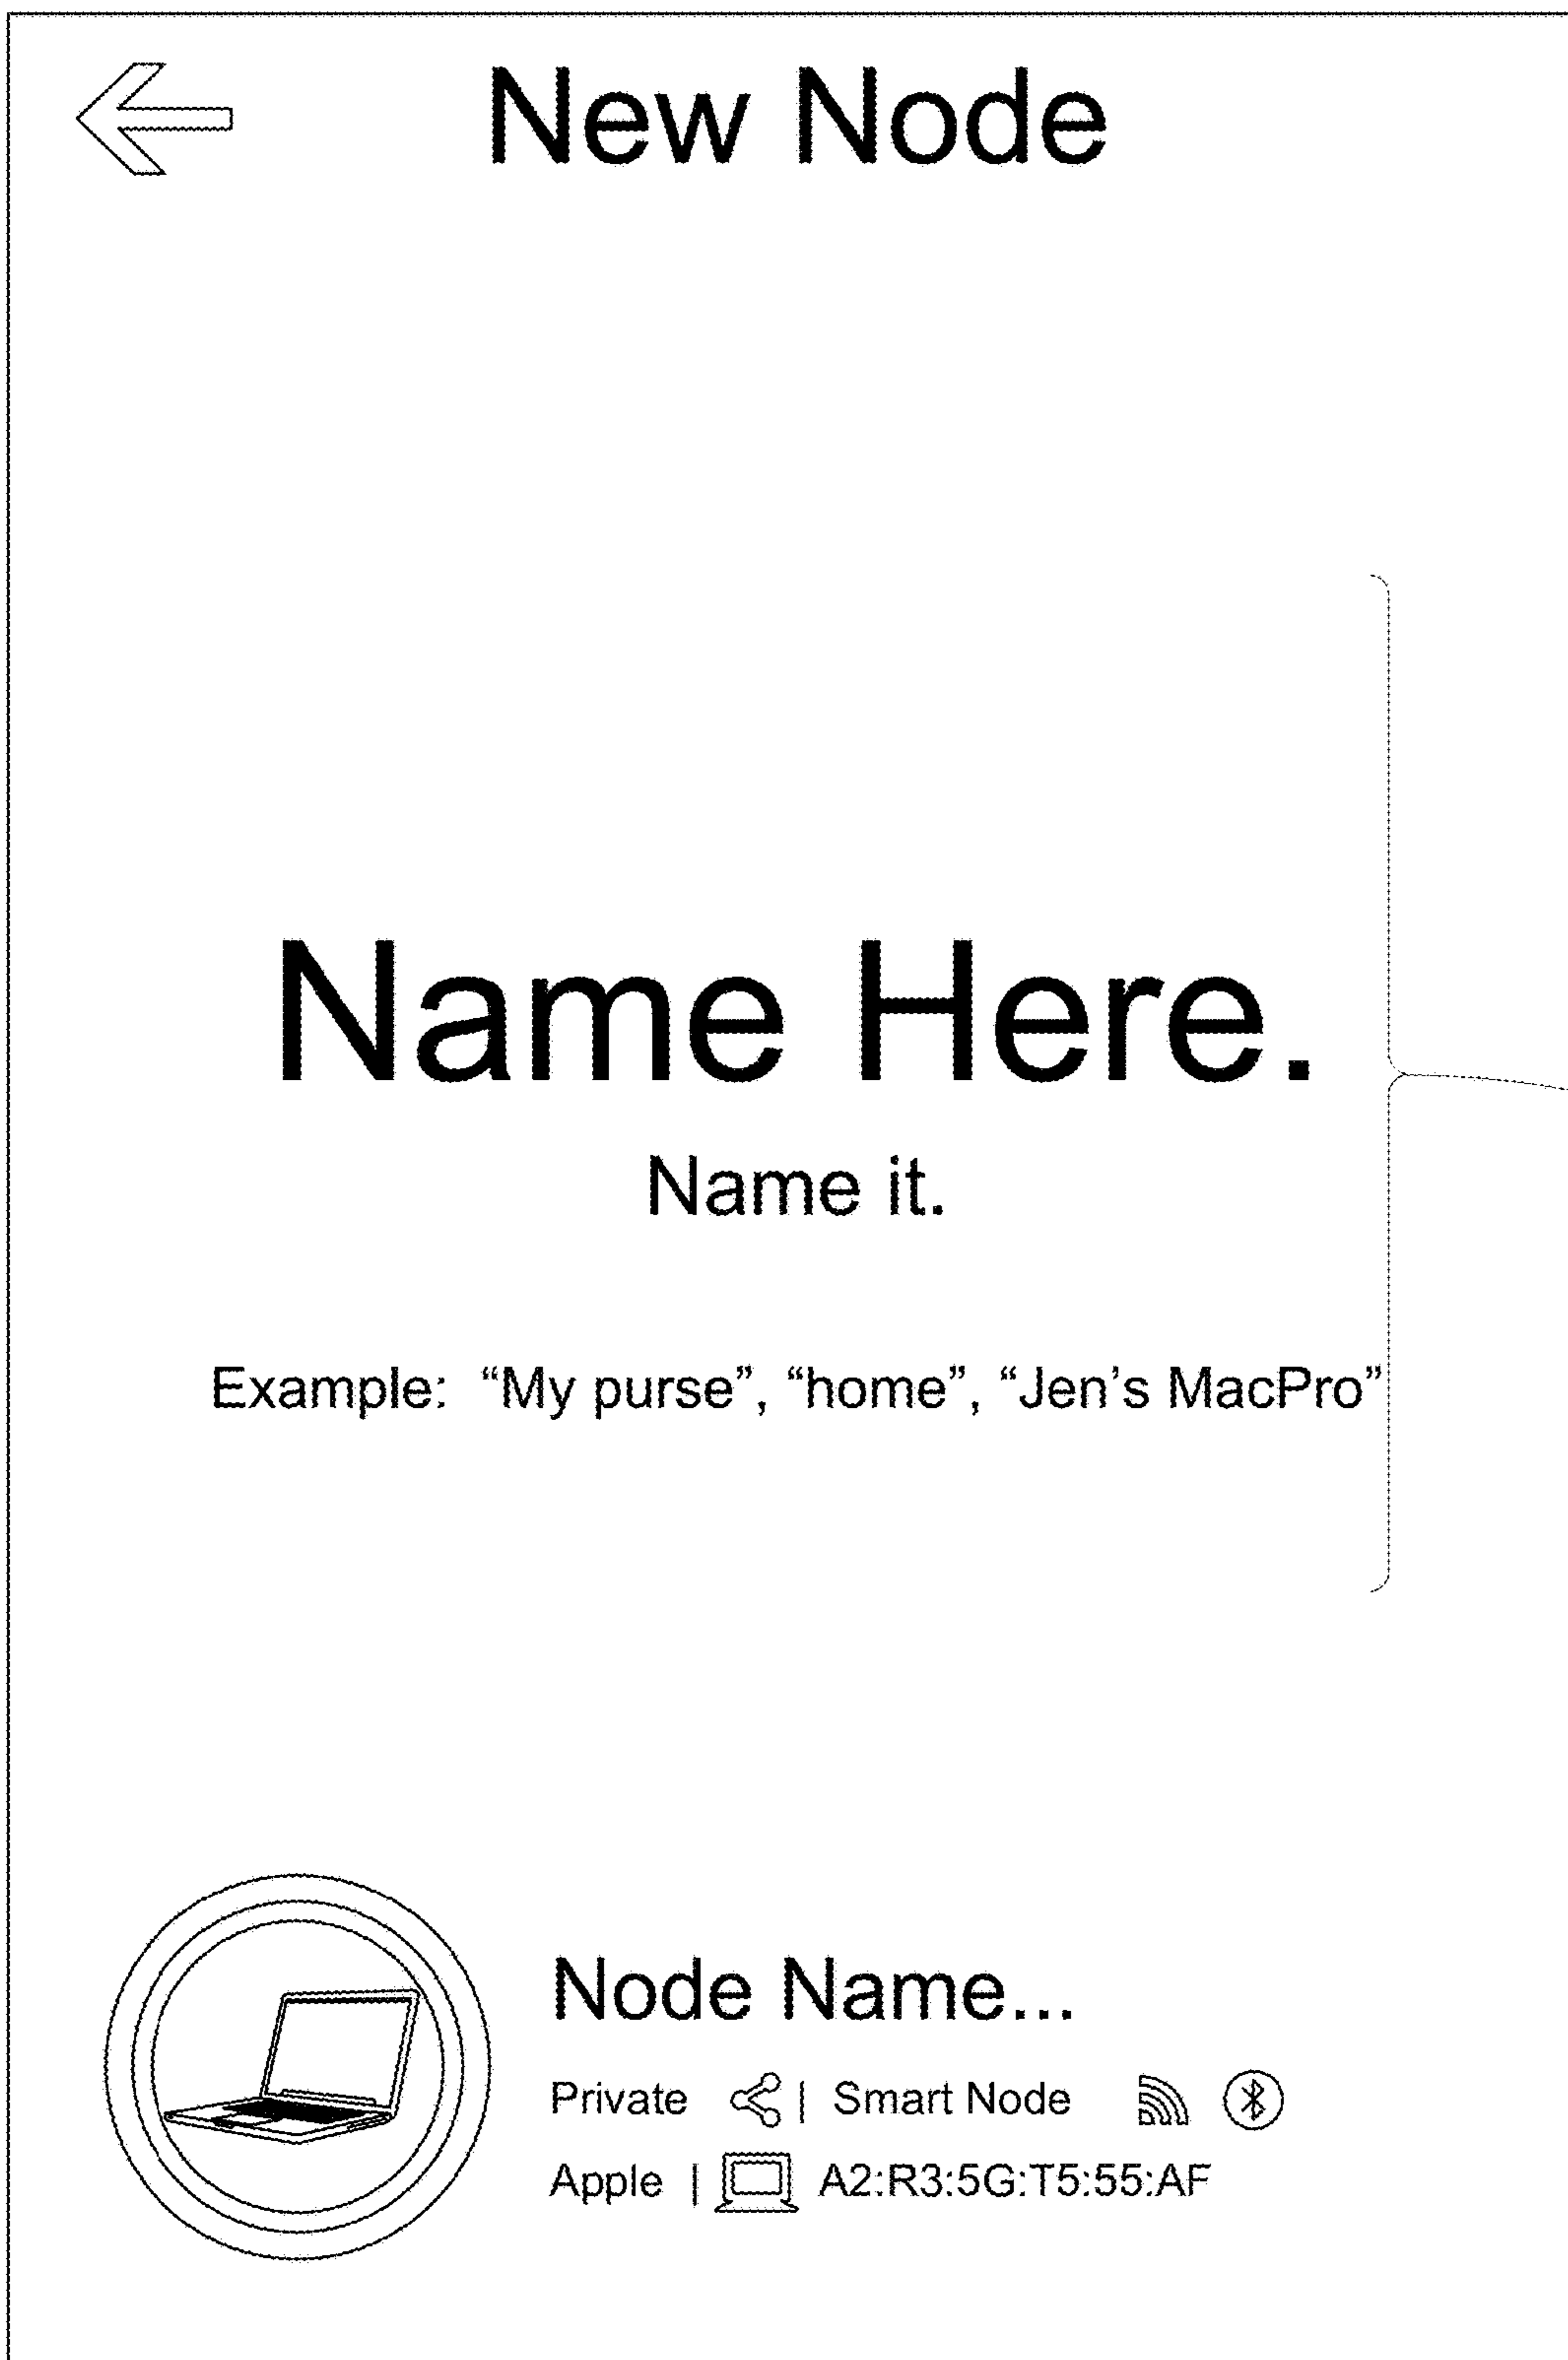 New Node
Name Here.
Name it.
Example: “My purse”, “home”, “Jen’s MacPro”
Node Name...
Private | Smart Node
Apple | A2:R3:5G:T5:55:AF